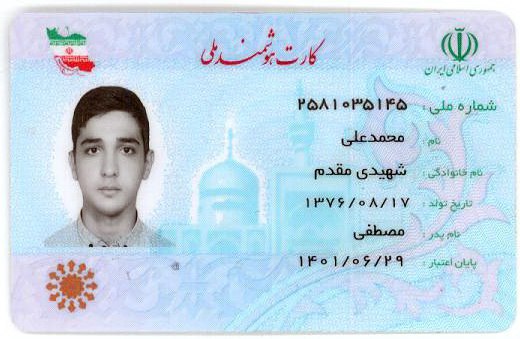 کارت هوشمند ملی
جمهوری اسلامی ایران
شماره ملی : ۲۵۸۱۰۳۵۱۴۵
نام : محمدعلی
نام خانوادگی : شهیدی مقدم
تاریخ تولد : ۱۳۷۶/۰۸/۱۷
نام پدر : مصطفی
پایان اعتبار : ۱۴۰۱/۰۶/۲۹